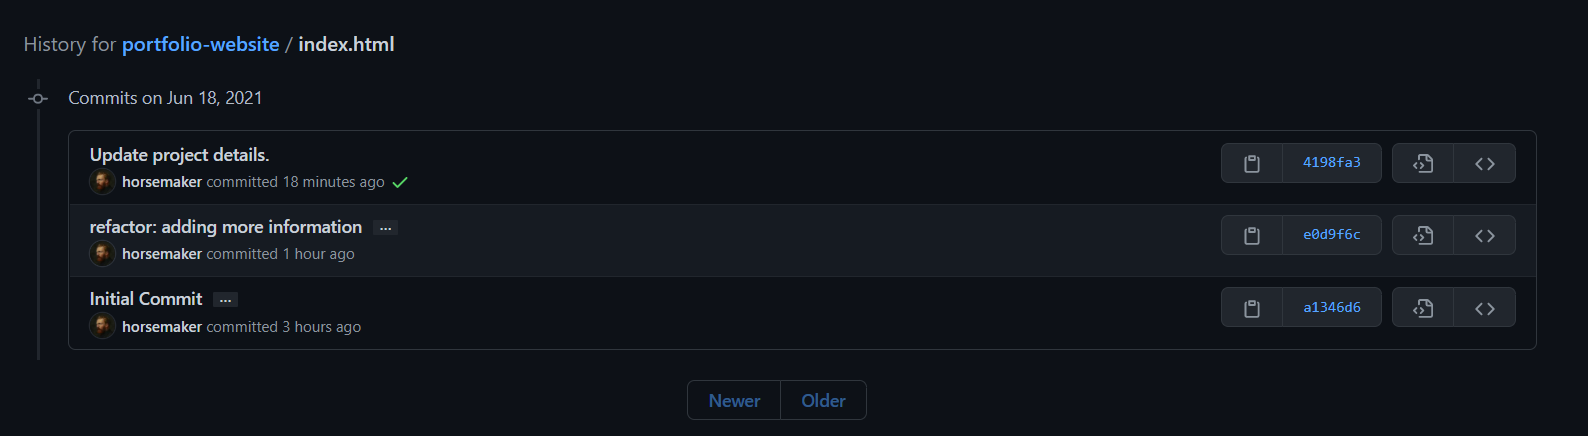 History for portfolio-website / index.html
Commits on Jun 18, 2021
Update project details.
4198fa3
horsemaker committed 18 minutes ago
refactor: adding more information ...
e0d9f6c
horsemaker committed 1 hour ago
Initial Commit ...
a1346d6
horsemaker committed 3 hours ago
Newer Older